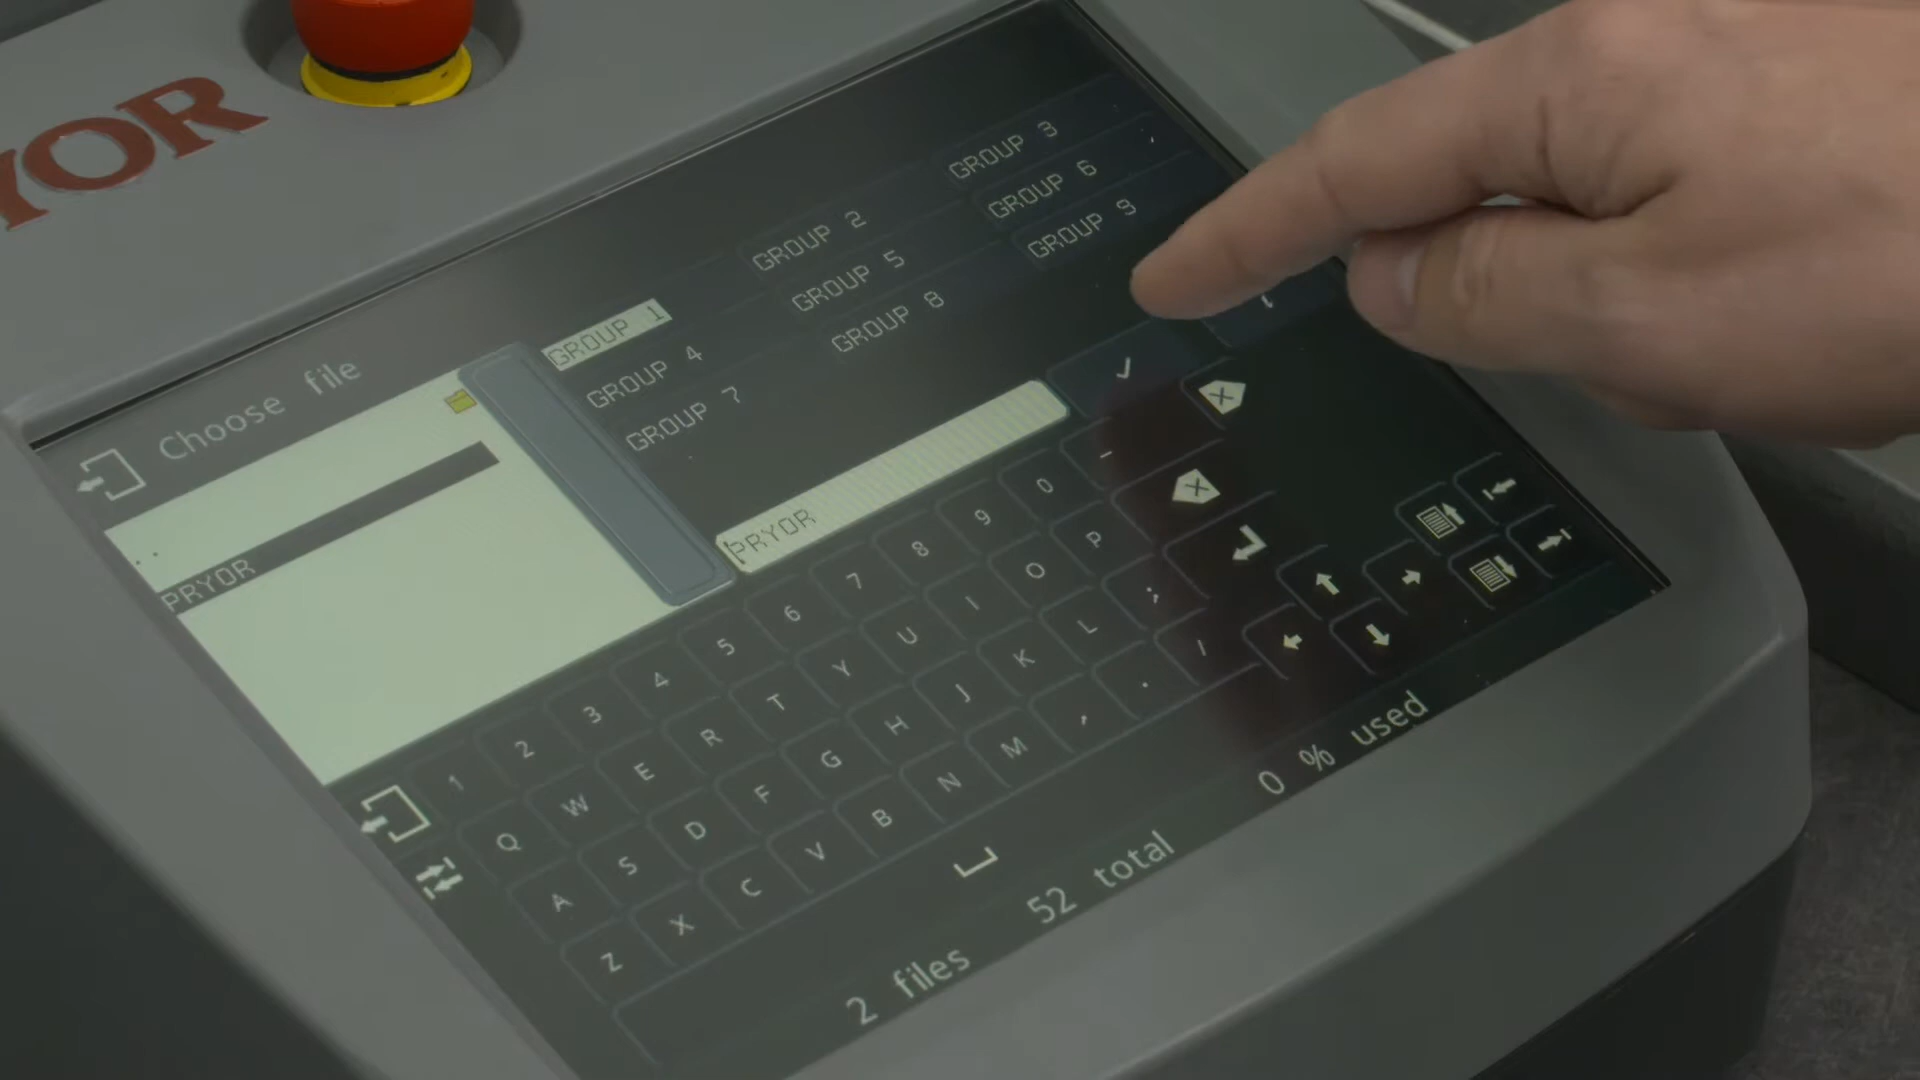 YOR
Choose file
GROUP 1 GROUP 2 GROUP 3
GROUP 4 GROUP 5 GROUP 6
GROUP 7 GROUP 8 GROUP 9
.
PRYOR
PRYOR
1 2 3 4 5 6 7 8 9 0 -
Q W E R T Y U I O P
A S D F G H J K L ;
Z X C V B N M , . /
2 files 52 total 0 % used